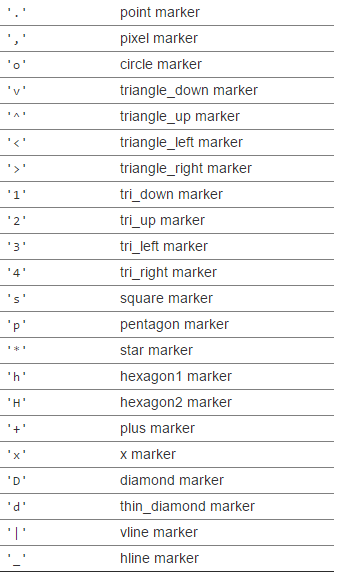 '.' point marker
',' pixel marker
'o' circle marker
'v' triangle_down marker
'^' triangle_up marker
'<' triangle_left marker
'>' triangle_right marker
'1' tri_down marker
'2' tri_up marker
'3' tri_left marker
'4' tri_right marker
's' square marker
'p' pentagon marker
'*' star marker
'h' hexagon1 marker
'H' hexagon2 marker
'+' plus marker
'x' x marker
'D' diamond marker
'd' thin_diamond marker
'|' vline marker
'_' hline marker